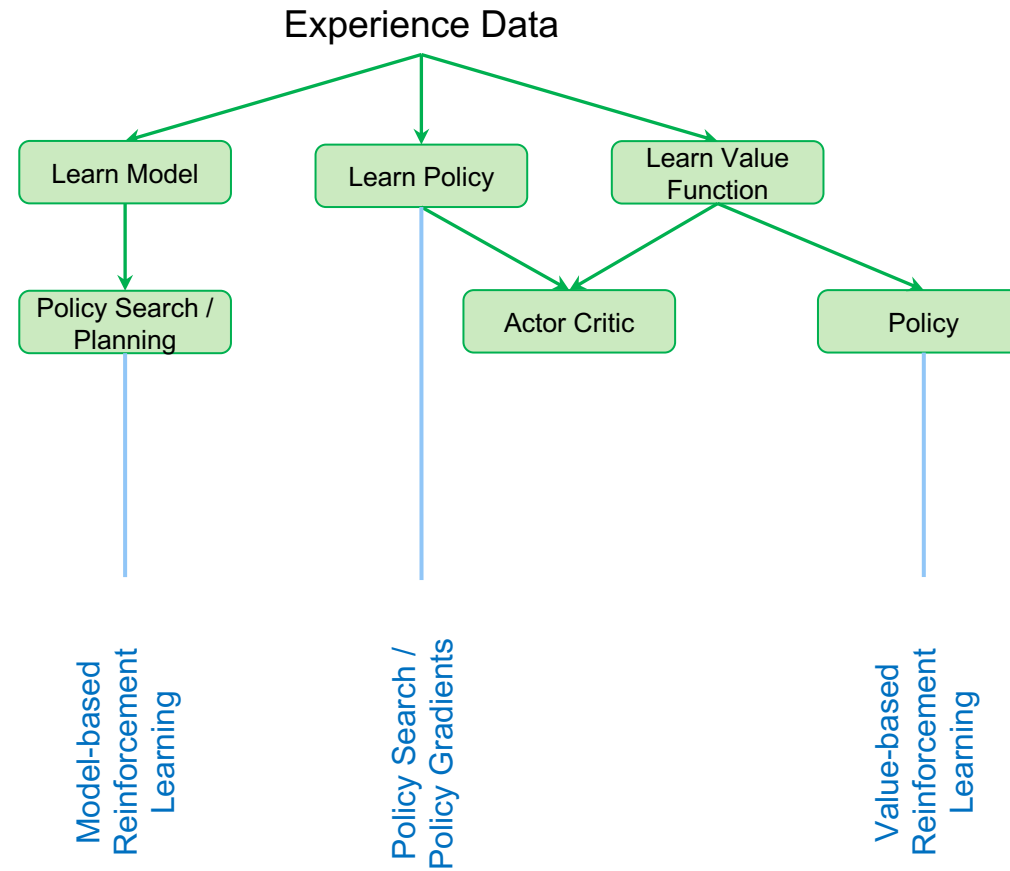 Experience Data
Learn Model
Learn Policy
Learn Value
Function
Policy Search /
Planning
Actor Critic
Policy
Model-based
Reinforcement
Learning
Policy Search /
Policy Gradients
Value-based
Reinforcement
Learning